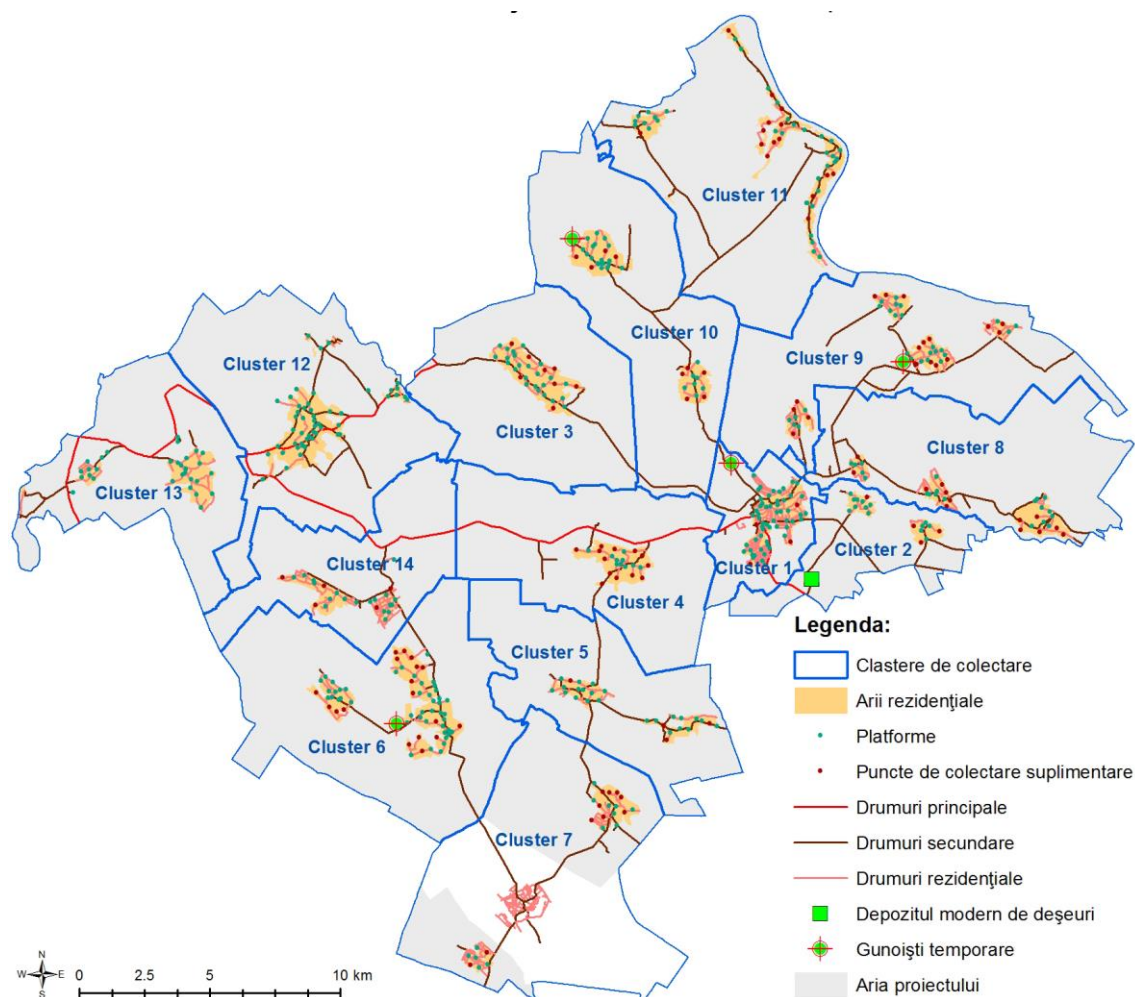 Cluster 11
Cluster 10
Cluster 9
Cluster 12
Cluster 3
Cluster 8
Cluster 13
Cluster 2
Cluster 14
Cluster 1
Cluster 4
Cluster 5
Cluster 6
Cluster 7
Legenda:
Clastere de colectare
Arii rezidenţiale
Platforme
Puncte de colectare suplimentare
Drumuri principale
Drumuri secundare
Drumuri rezidenţiale
Depozitul modern de deşeuri
Gunoişti temporare
Aria proiectului
N
W E
S
0 2.5 5 10 km